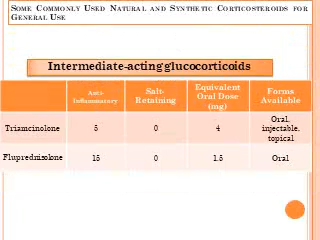 SOME COMMONLY USED NATURAL AND SYNTHETIC CORTICOSTEROIDS FOR
GENERAL USE
Intermediate-acting glucocorticoids
Anti-
Inflammatory
Salt-
Retaining
Equivalent
Oral Dose
(mg)
Forms
Available
Triamcinolone 5 0 4 Oral,
injectable,
topical
Fluprednisolone 15 0 1.5 Oral